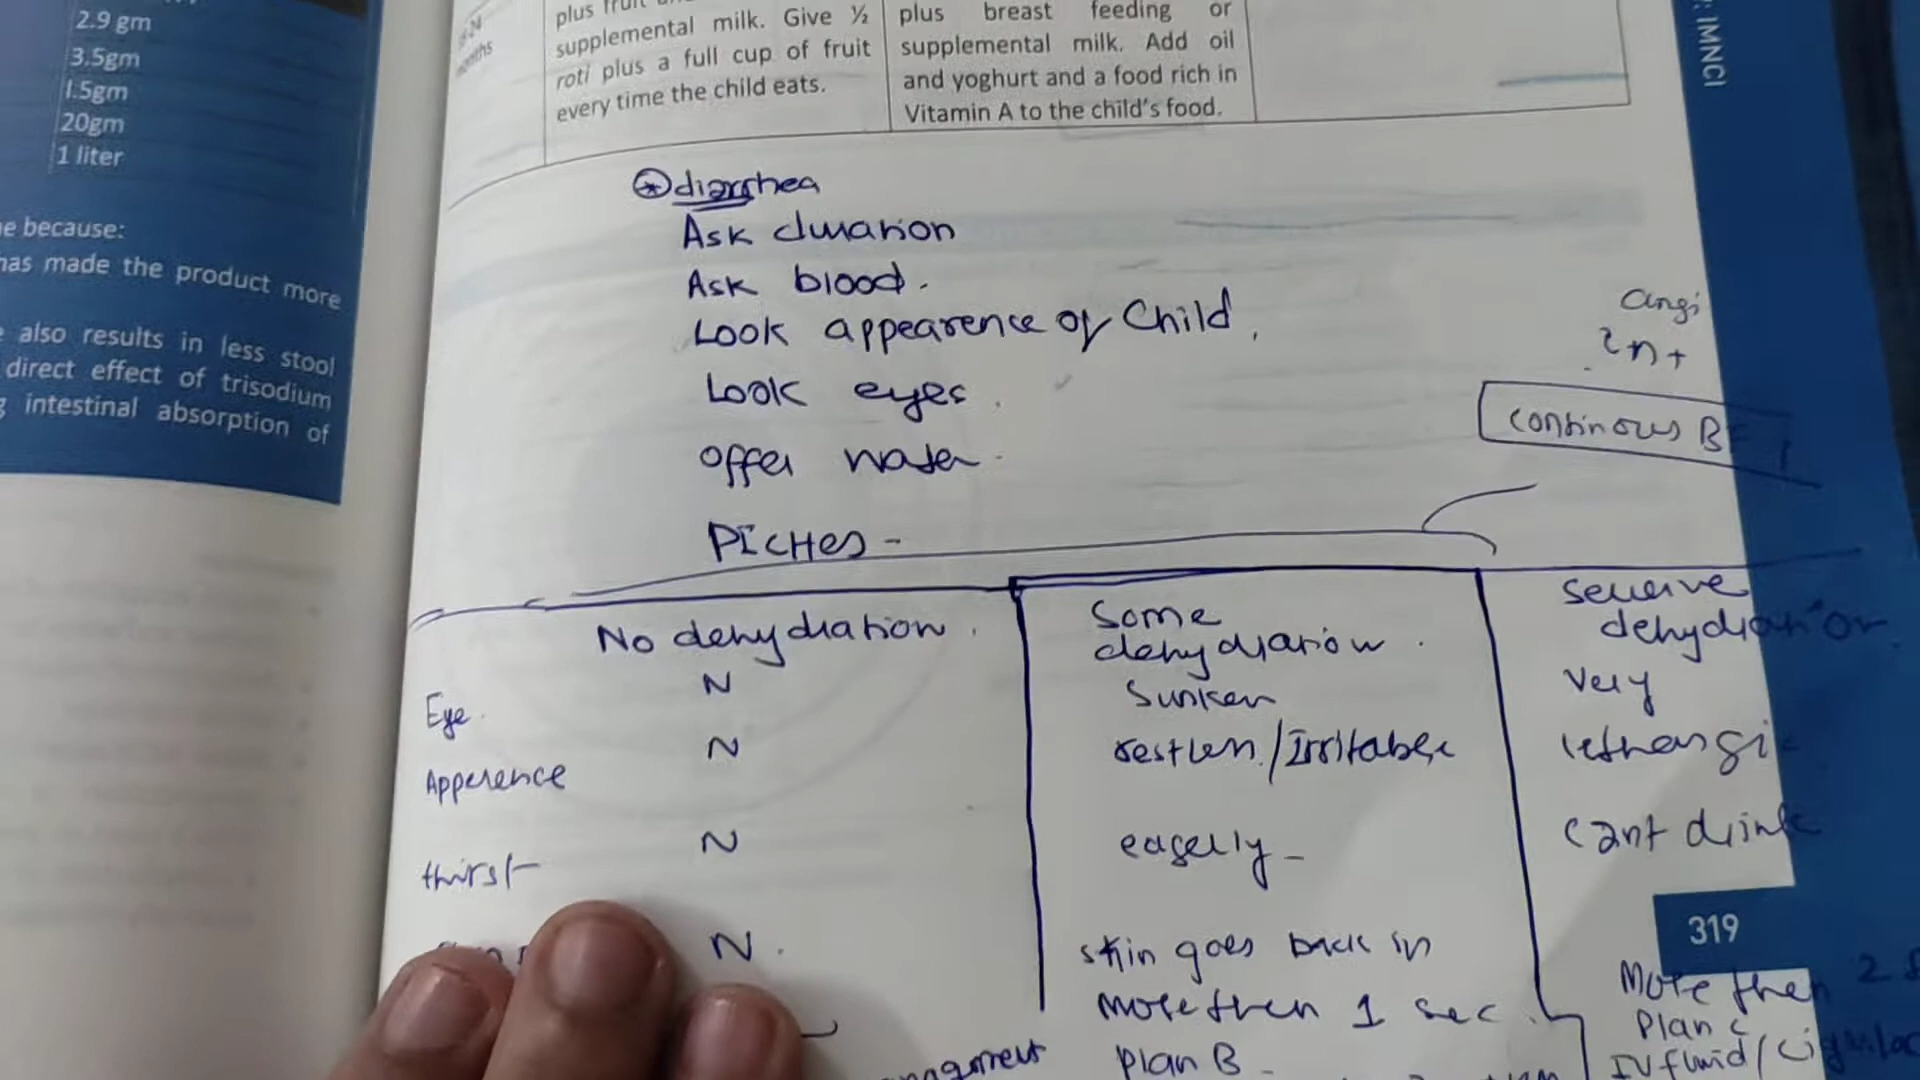 2.9 gm
3.5gm
1.5gm
20gm
1 liter
e because:
has made the product more
also results in less stool
direct effect of trisodium
g intestinal absorption of
plus fruit
supplemental milk. Give ½
roti plus a full cup of fruit
every time the child eats.
plus breast feeding or
supplemental milk. Add oil
and yoghurt and a food rich in
Vitamin A to the child's food.
: IMNCI
diarrhea
Ask duration
Ask blood.
Look appearence of Child,
Look eyes.
offer water.
PICHes -
continous B
No dehydration.
Some
dehydration.
severve
dehydration.
Eye.
N
Sunken
Very
Apperence
N
restless/Irritable
lethargic
thirst
N
eagerly -
cant drink
N.
skin goes back in
more then 1 sec.
319
More then 2 s
Plan B -
Plan C
IV fluid/